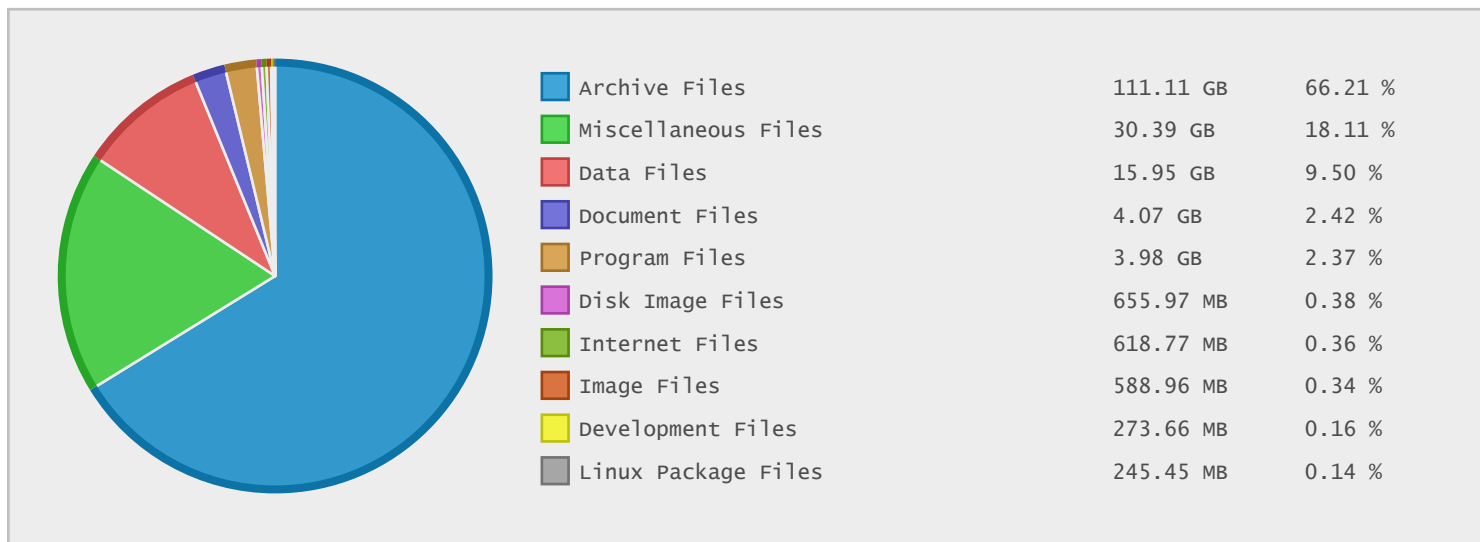 Archive Files 111.11 GB 66.21 %
Miscellaneous Files 30.39 GB 18.11 %
Data Files 15.95 GB 9.50 %
Document Files 4.07 GB 2.42 %
Program Files 3.98 GB 2.37 %
Disk Image Files 655.97 MB 0.38 %
Internet Files 618.77 MB 0.36 %
Image Files 588.96 MB 0.34 %
Development Files 273.66 MB 0.16 %
Linux Package Files 245.45 MB 0.14 %